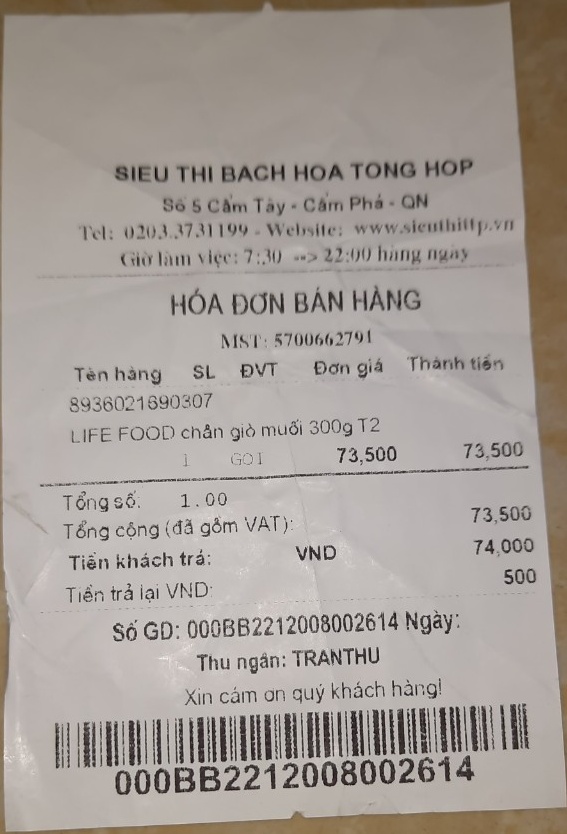 SIEU THI BACH HOA TONG HOP
Số 5 Cẩm Tây - Cẩm Phả - QN
Tel: 0203.3731199 - Website: www.sieuthittp.vn
Giờ làm việc: 7:30 --> 22:00 hàng ngày
HÓA ĐƠN BÁN HÀNG
MST: 5700662791
Tên hàng SL ĐVT Đơn giá Thành tiền
8936021690307
LIFE FOOD chân giò muối 300g T2
1 GOI 73,500 73,500
Tổng số: 1.00
Tổng cộng (đã gồm VAT): 73,500
Tiền khách trả: VND 74,000
Tiền trả lại VND: 500
Số GD: 000BB2212008002614 Ngày:
Thu ngân: TRANTHU
Xin cám ơn quý khách hàng!
000BB2212008002614